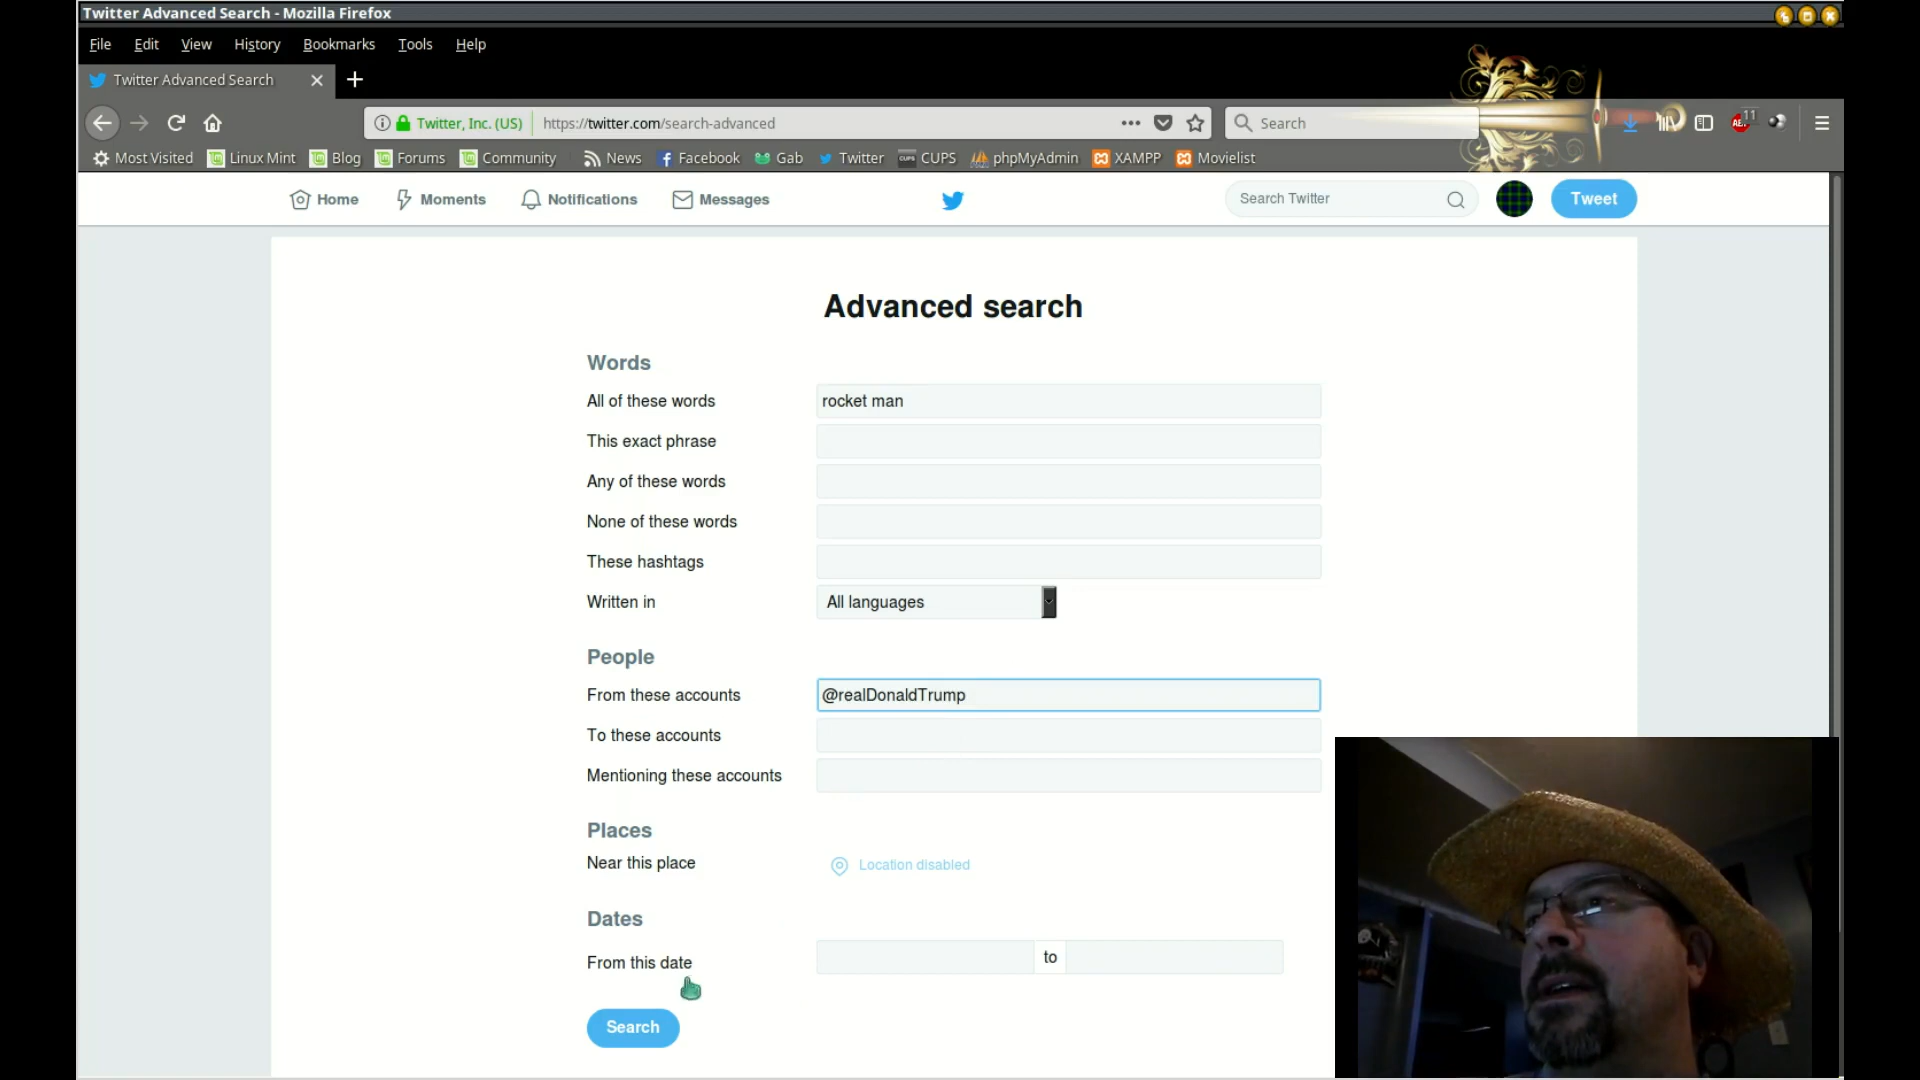 Twitter Advanced Search - Mozilla Firefox
File Edit View History Bookmarks Tools Help
Twitter Advanced Search
Twitter, Inc. (US) https://twitter.com/search-advanced Search 11
Most Visited Linux Mint Blog Forums Community News Facebook Gab Twitter CUPS phpMyAdmin XAMPP Movielist
Home Moments Notifications Messages Search Twitter Tweet
Advanced search
Words
All of these words rocket man
This exact phrase
Any of these words
None of these words
These hashtags
Written in All languages
People
From these accounts @realDonaldTrump
To these accounts
Mentioning these accounts
Places
Near this place Location disabled
Dates
From this date to
Search